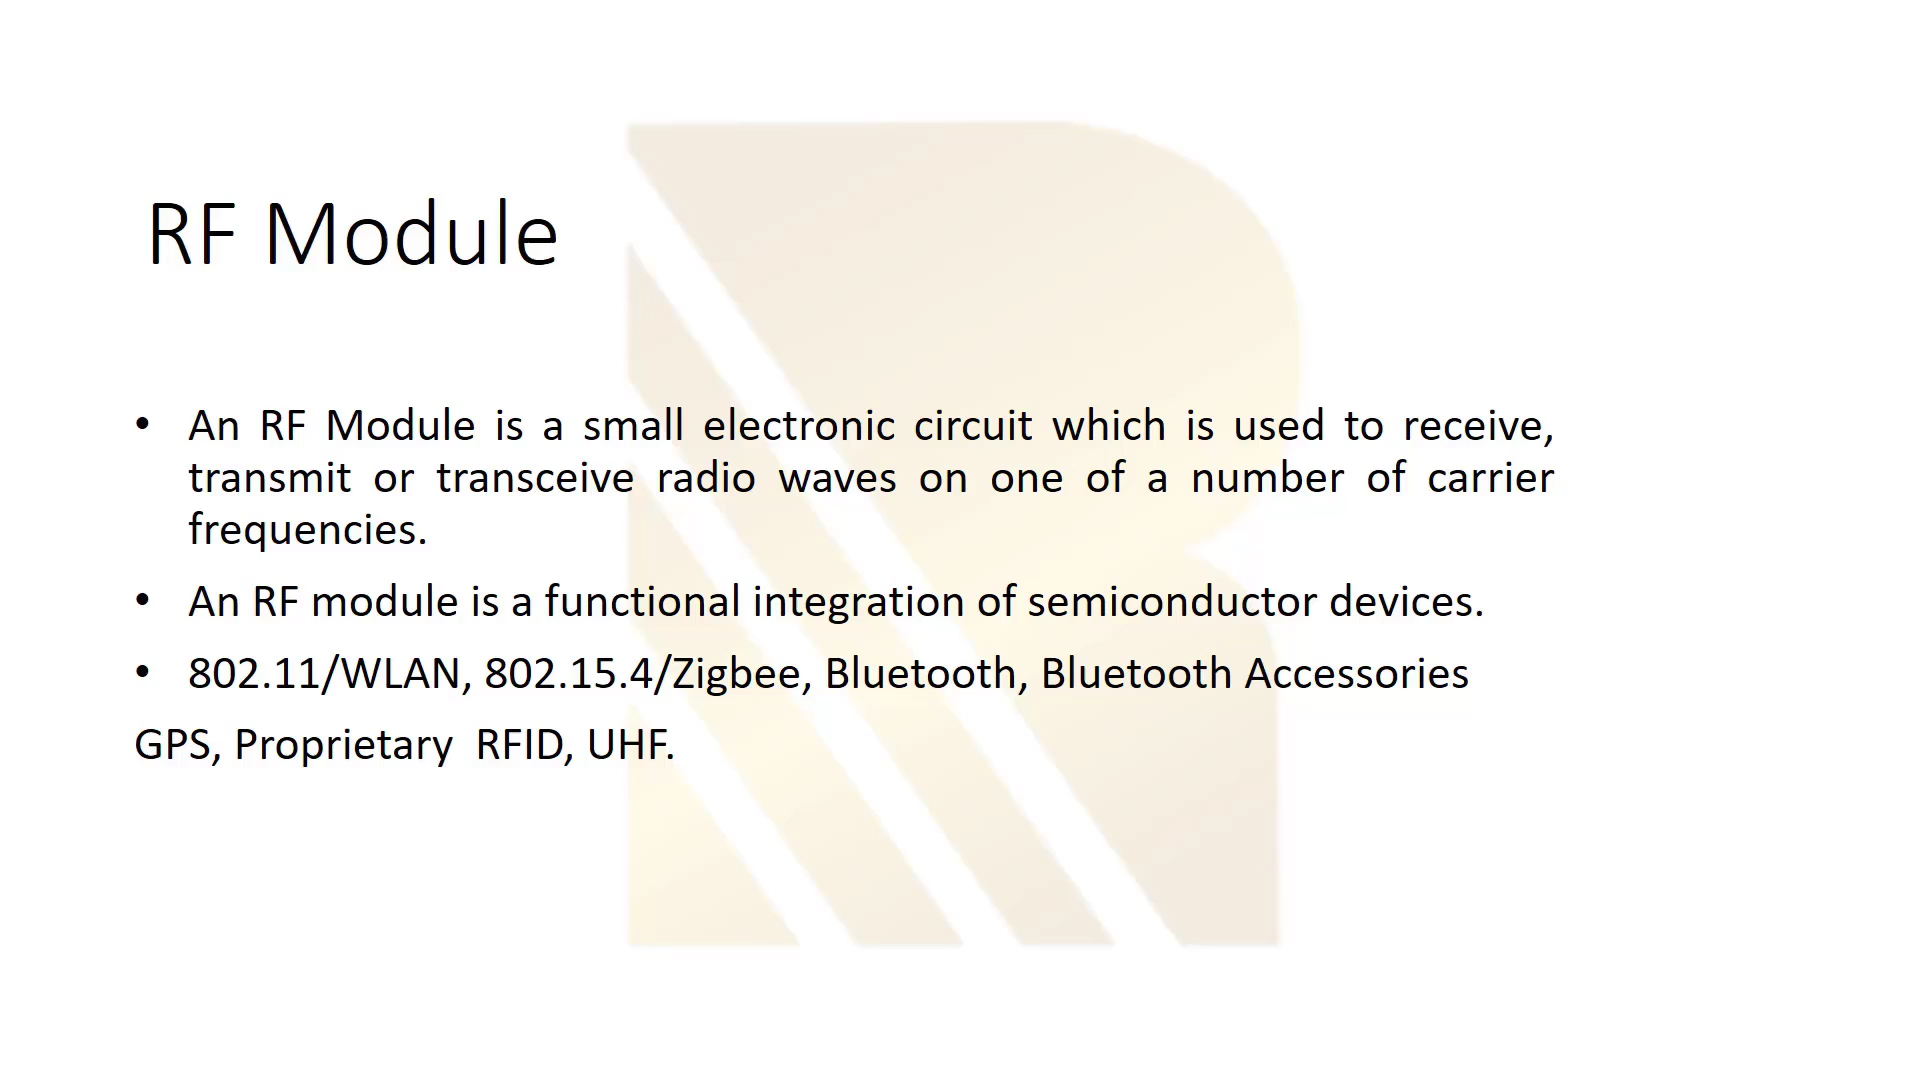 RF Module
• An RF Module is a small electronic circuit which is used to receive,
transmit or transceive radio waves on one of a number of carrier
frequencies.
• An RF module is a functional integration of semiconductor devices.
• 802.11/WLAN, 802.15.4/Zigbee, Bluetooth, Bluetooth Accessories
GPS, Proprietary  RFID, UHF.